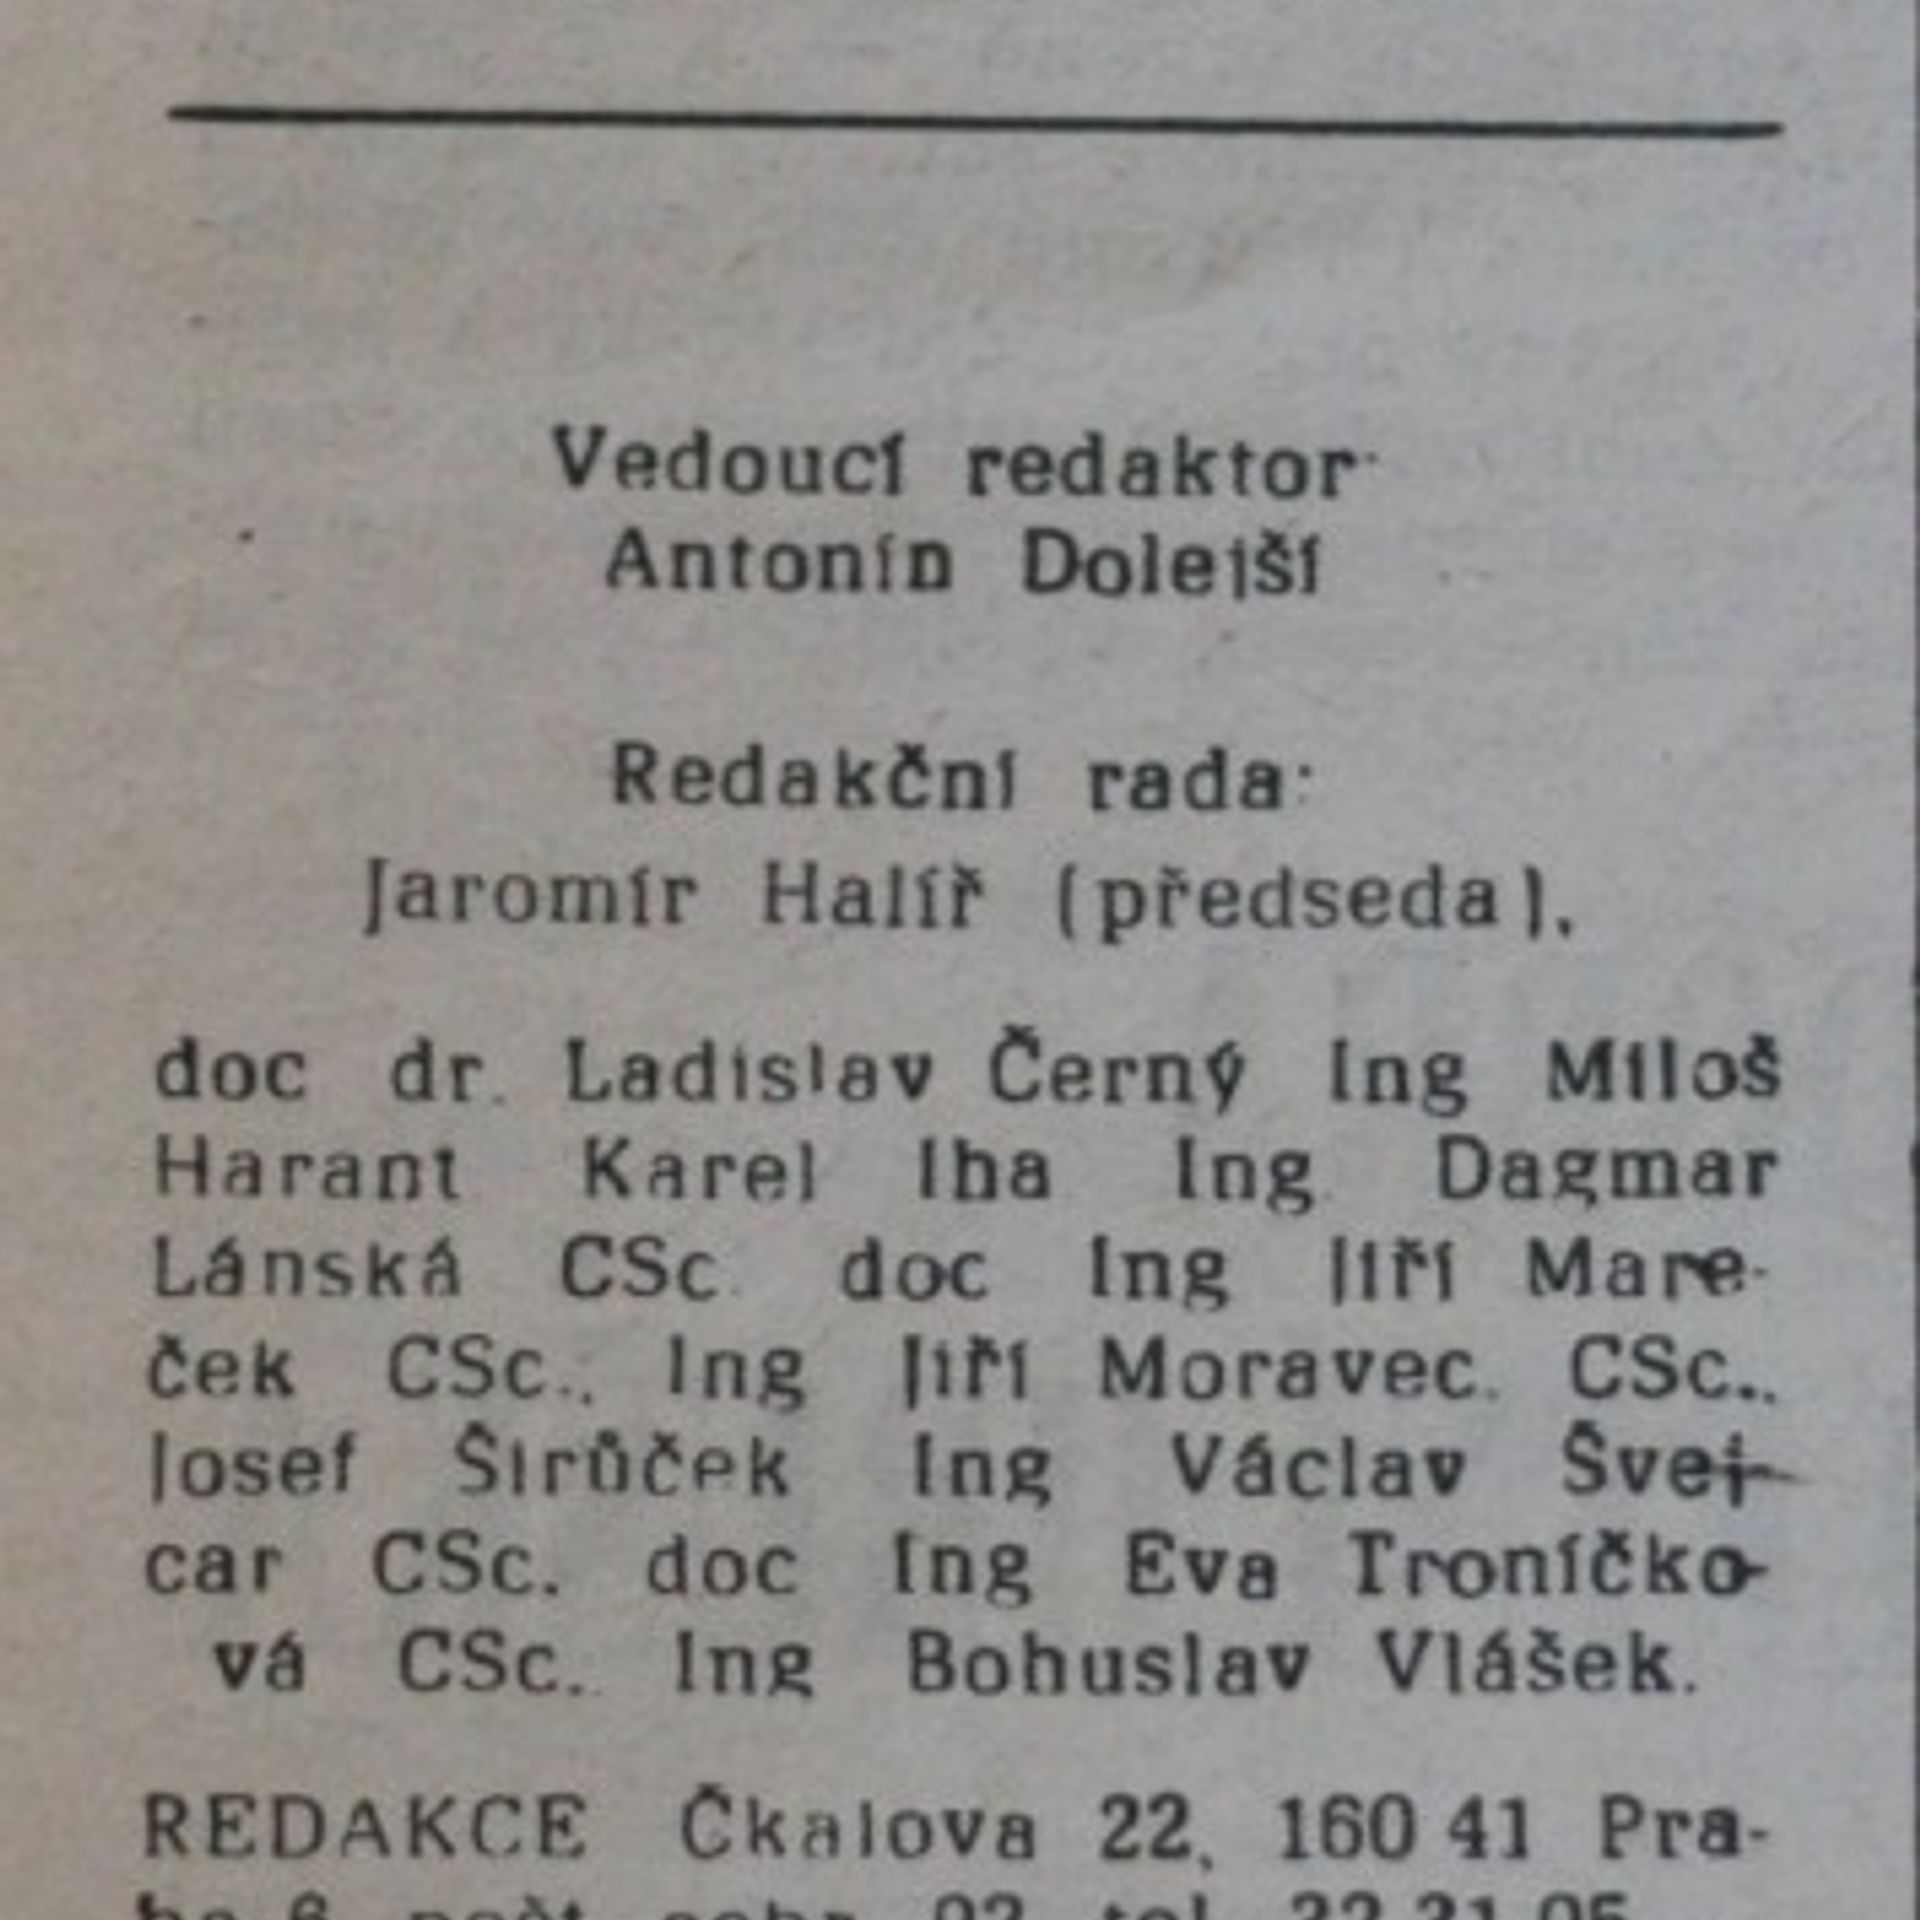 Vedoucí redaktor
Antonín Dolejší
Redakční rada:
Jaromír Halíř (předseda),
doc dr. Ladislav Černý Ing Miloš
Harant Karel Iha Ing. Dagmar
Lánská CSc. doc Ing Jiří Mare-
ček CSc., Ing Jiří Moravec. CSc.,
Josef Širůček Ing Václav Švej-
car CSc. doc Ing Eva Troníčko-
vá CSc., Ing Bohuslav Vlášek.
REDAKCE Čkalova 22, 160 41 Pra-